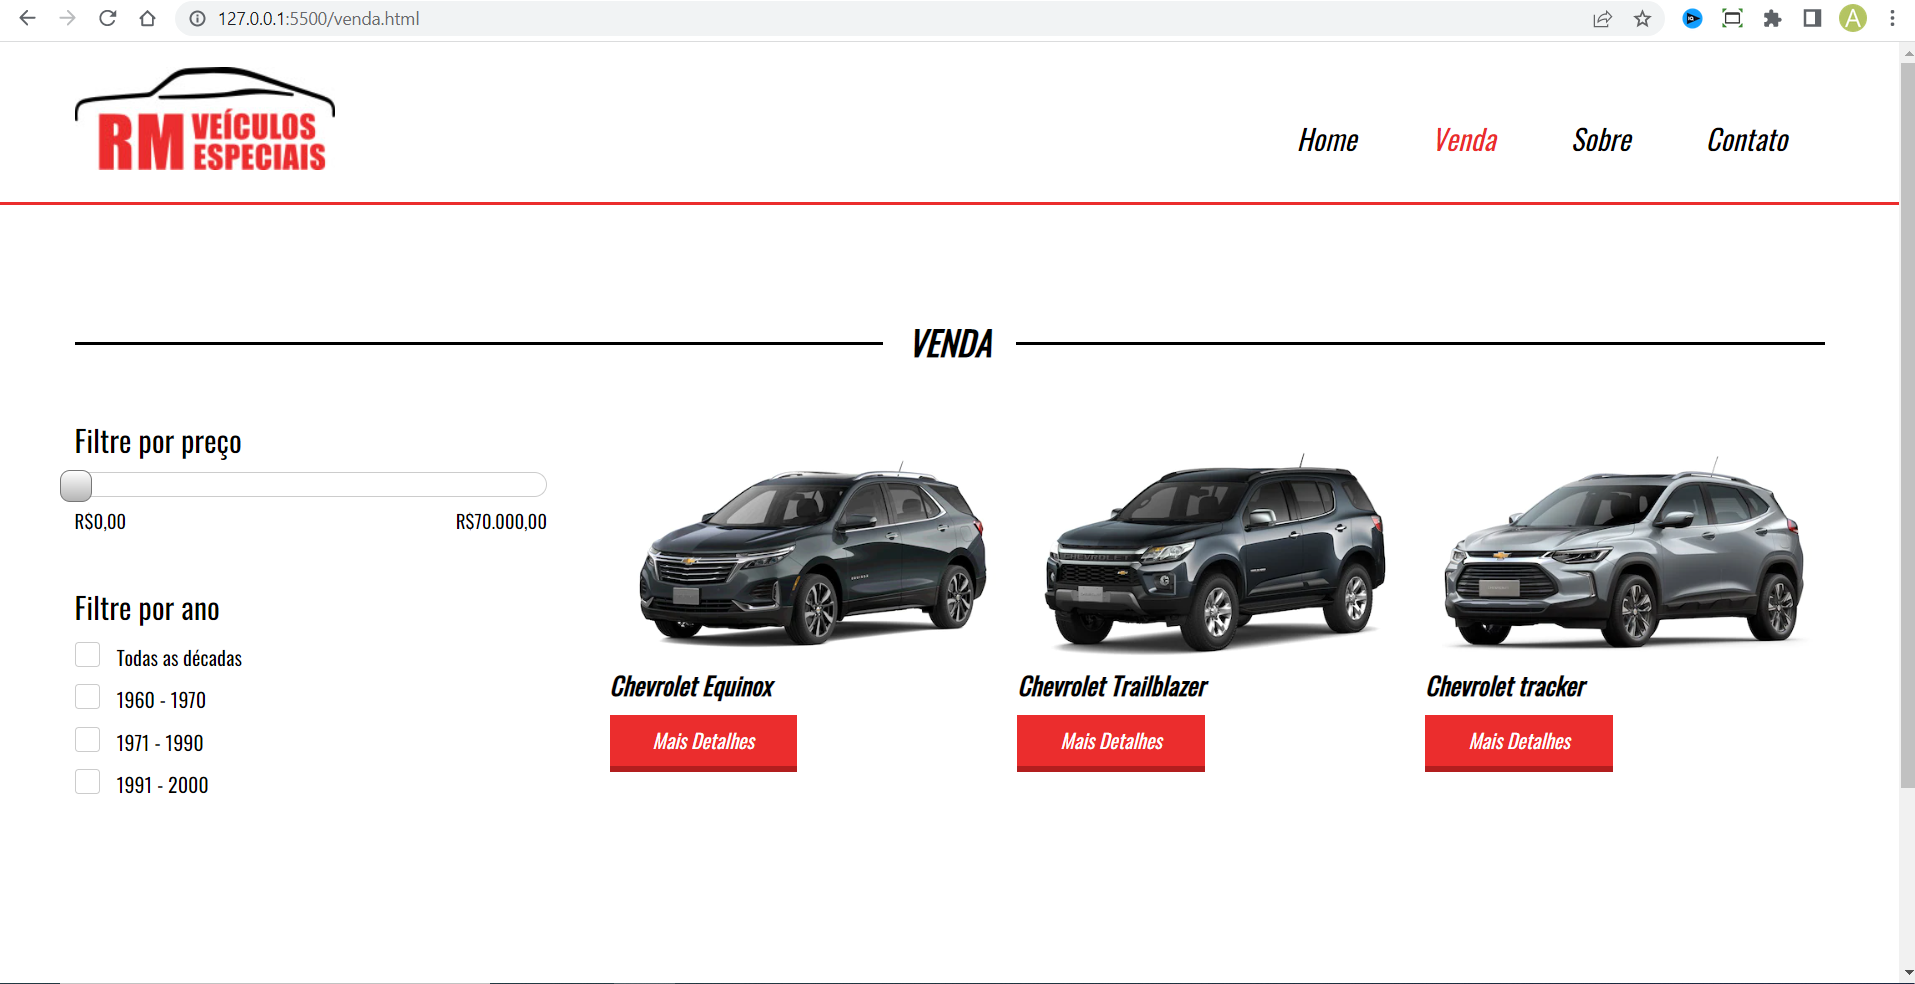 127.0.0.1:5500/venda.html
A
RM VEÍCULOS
ESPECIAIS
Home Venda Sobre Contato
VENDA
Filtre por preço
R$0,00 R$70.000,00
Filtre por ano
Todas as décadas
1960 - 1970
1971 - 1990
1991 - 2000
Chevrolet Equinox
Mais Detalhes
Chevrolet Trailblazer
Mais Detalhes
Chevrolet tracker
Mais Detalhes